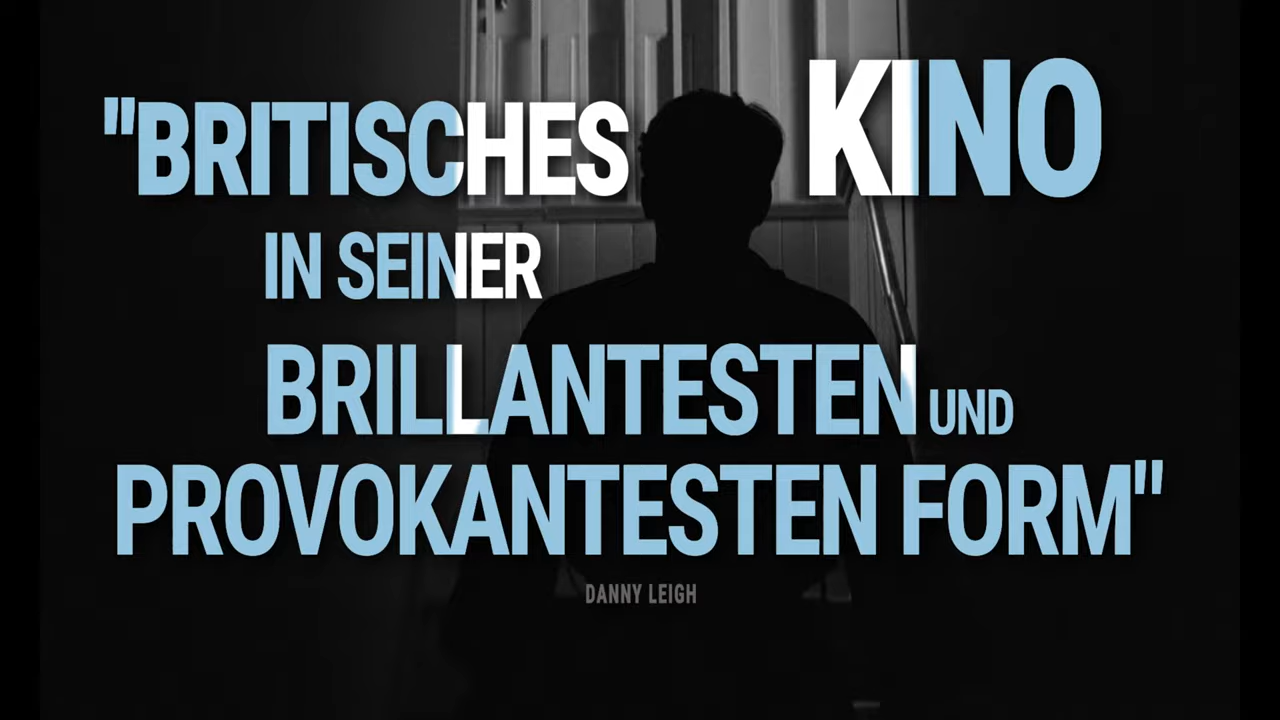 "BRITISCHES KINO
IN SEINER
BRILLANTESTEN UND
PROVOKANTESTEN FORM"
DANNY LEIGH